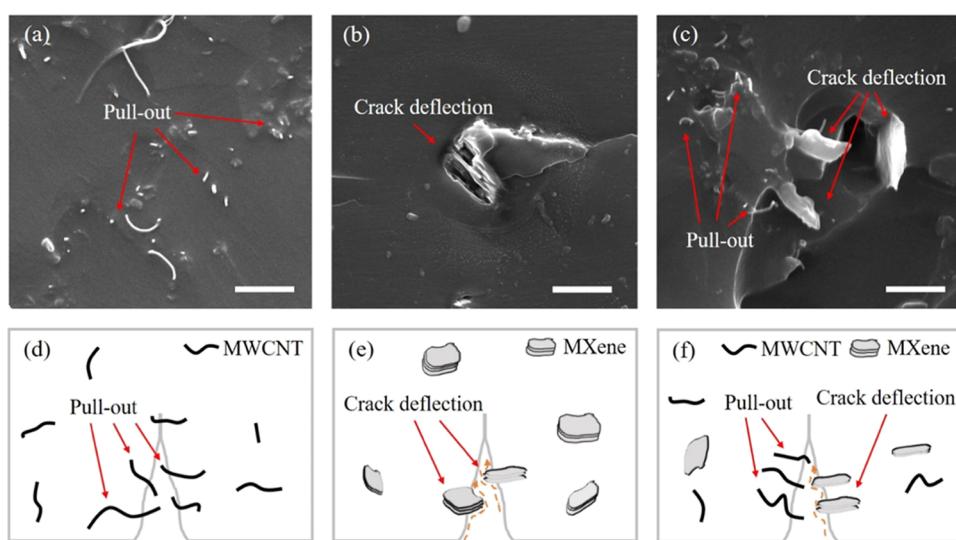 (a)
Pull-out
(b)
Crack deflection
(c)
Crack deflection
Pull-out
(d)
MWCNT
Pull-out
(e)
MXene
Crack deflection
(f)
MWCNT
MXene
Pull-out
Crack deflection